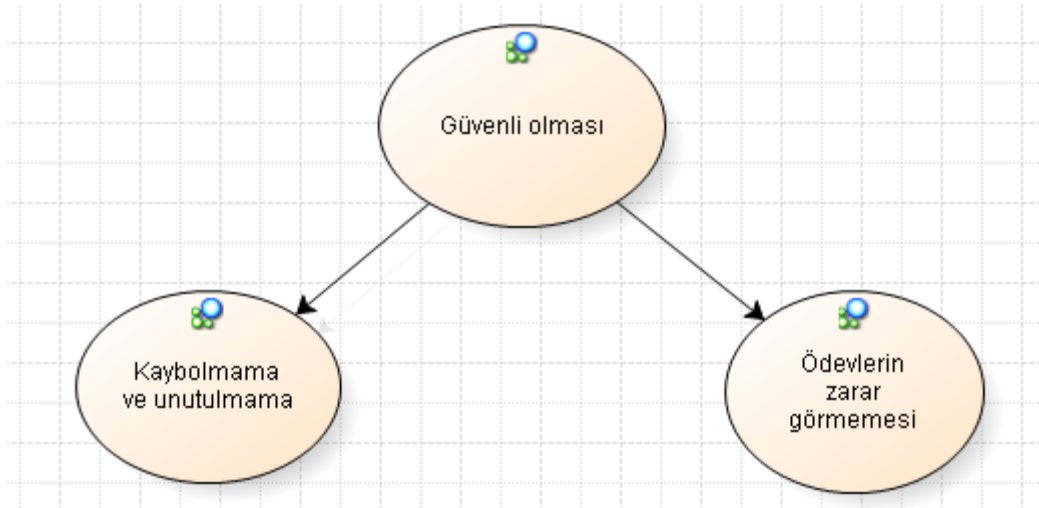 Güvenli olması
Kaybolmama
ve unutulmama
Ödevlerin
zarar
görmemesi